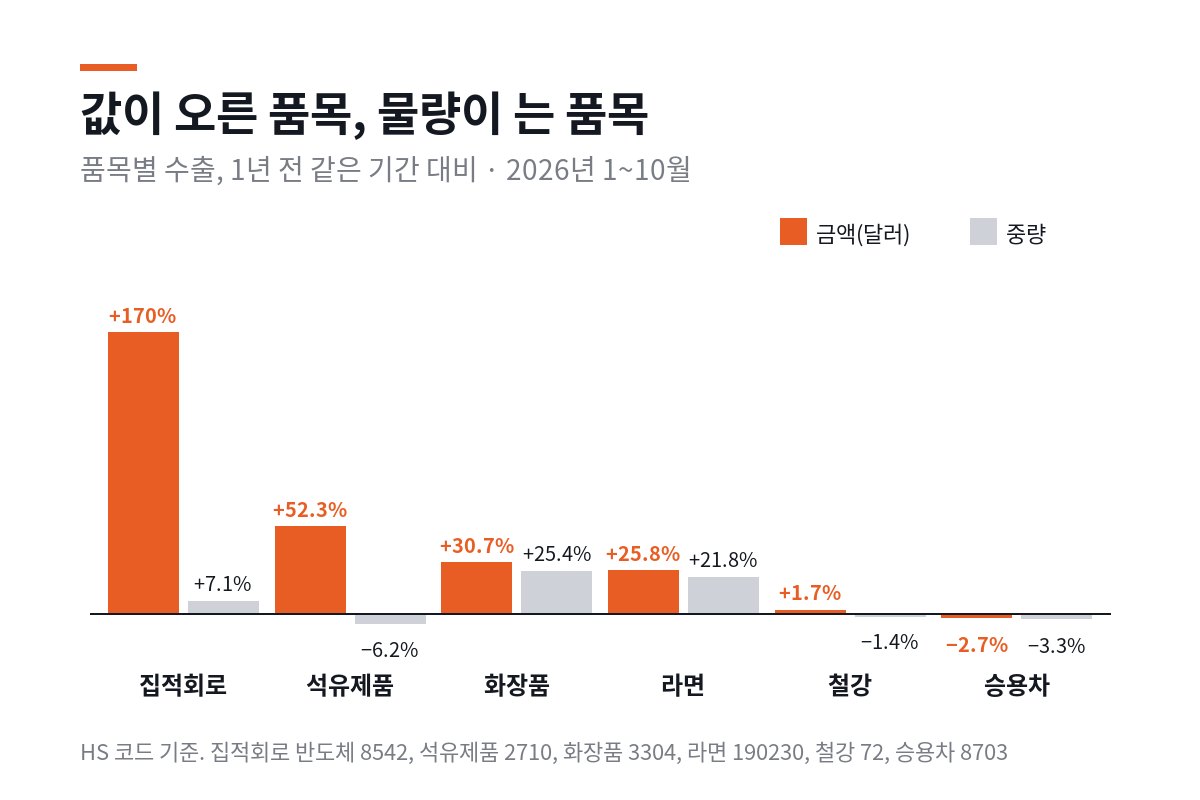 값이 오른 품목, 물량이 는 품목
품목별 수출, 1년 전 같은 기간 대비 · 2026년 1~10월
금액(달러) 중량
+170%
+7.1%
+52.3%
−6.2%
+30.7%
+25.4%
+25.8%
+21.8%
+1.7%
−1.4%
−2.7%
−3.3%
집적회로 석유제품 화장품 라면 철강 승용차
HS 코드 기준. 집적회로 반도체 8542, 석유제품 2710, 화장품 3304, 라면 190230, 철강 72, 승용차 8703